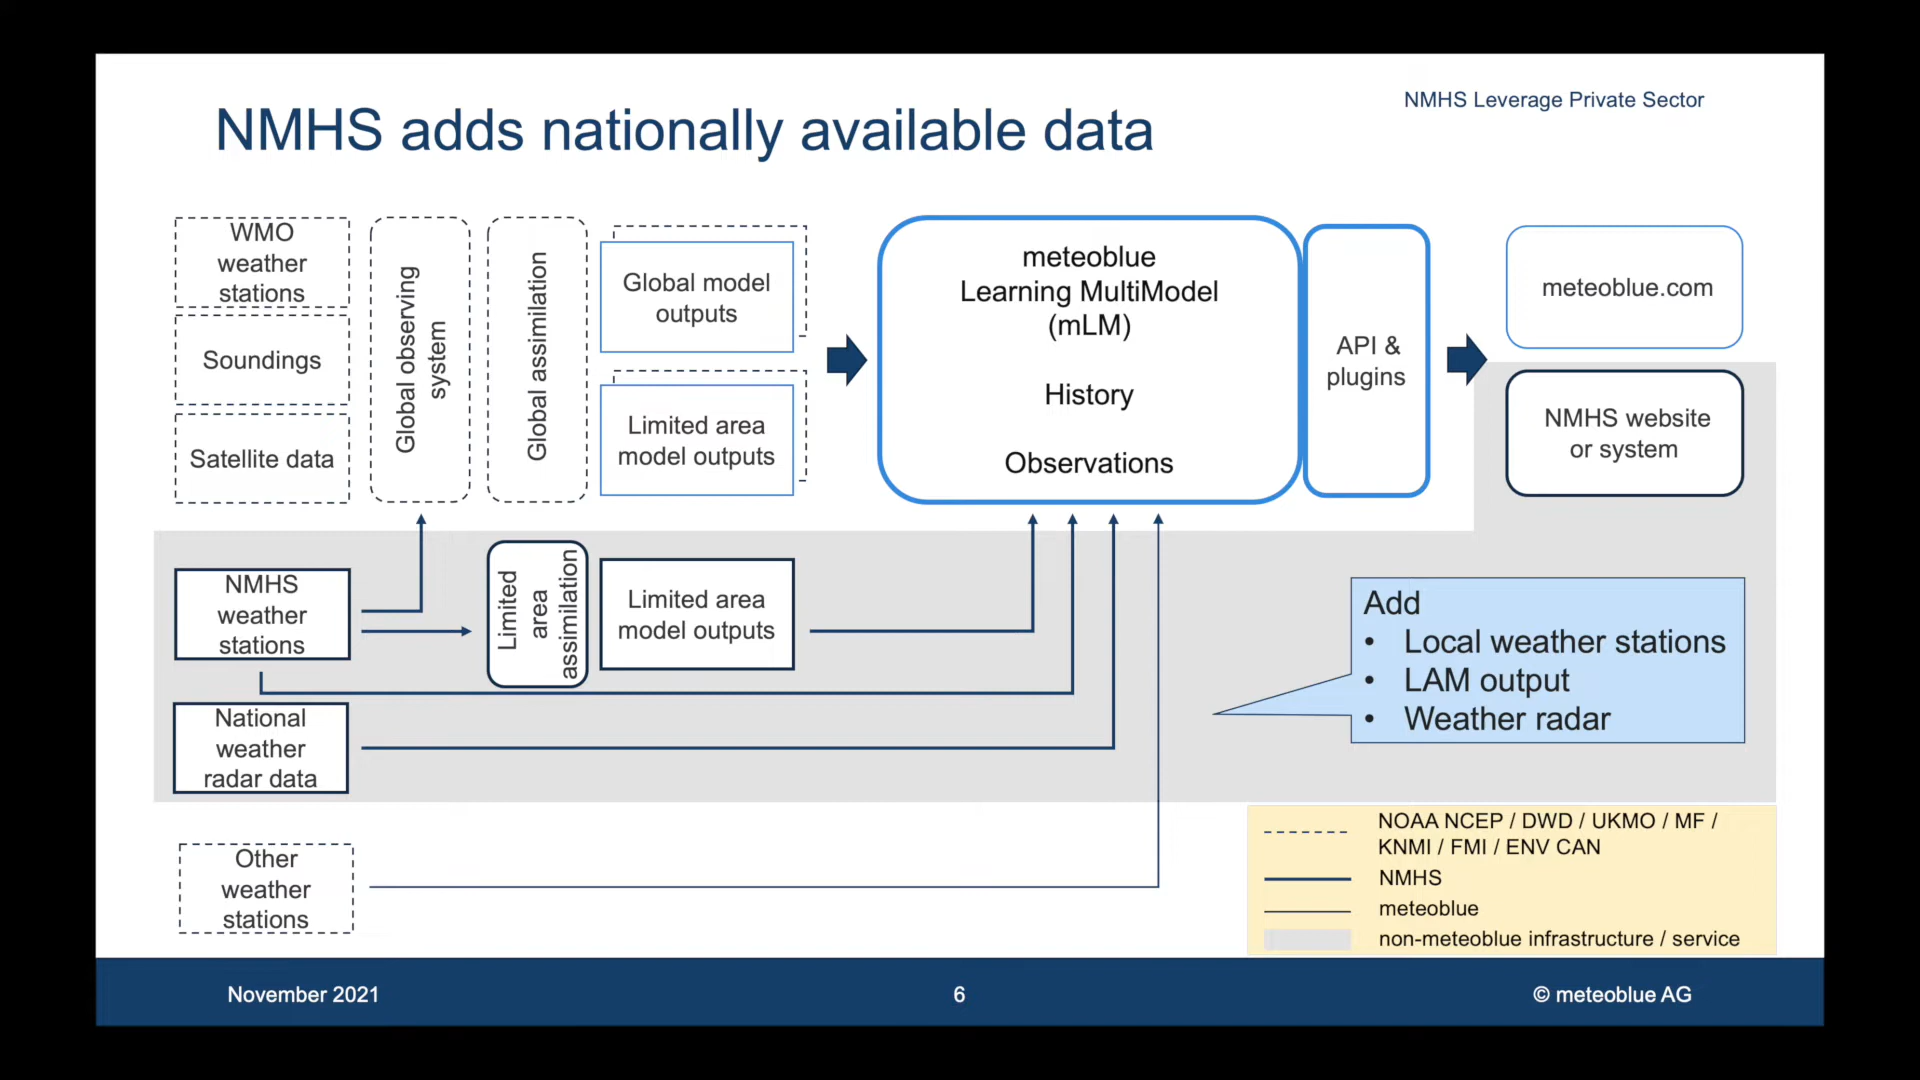 NMHS Leverage Private Sector
NMHS adds nationally available data
WMO
weather
stations
Soundings
Satellite data
Global observing
system
Global assimilation
Global model
outputs
Limited area
model outputs
meteoblue
Learning MultiModel
(mLM)
History
Observations
API &
plugins
meteoblue.com
NMHS website
or system
NMHS
weather
stations
Limited
area
assimilation
Limited area
model outputs
National
weather
radar data
Add
• Local weather stations
• LAM output
• Weather radar
Other
weather
stations
NOAA NCEP / DWD / UKMO / MF /
KNMI / FMI / ENV CAN
NMHS
meteoblue
non-meteoblue infrastructure / service
November 2021
6
© meteoblue AG